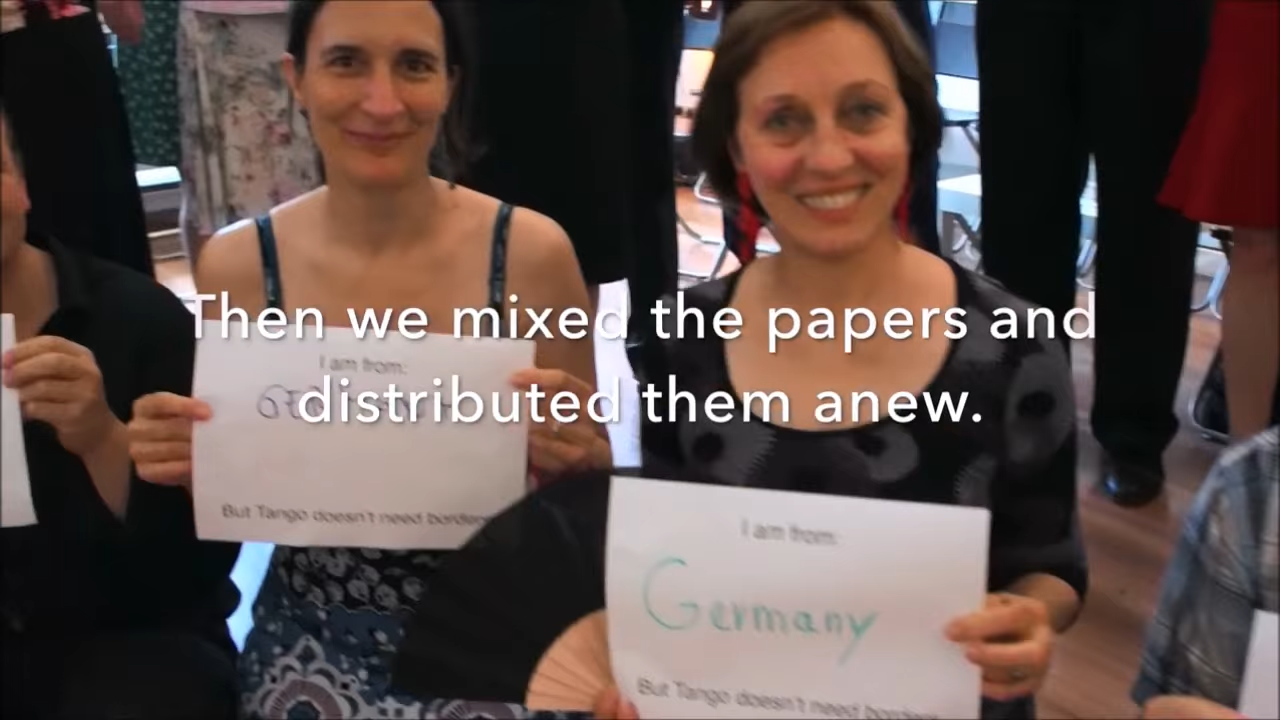 Then we mixed the papers and
distributed them anew.
I am from:
But Tango doesn't need borders
I am from:
Germany
But Tango doesn't need borders